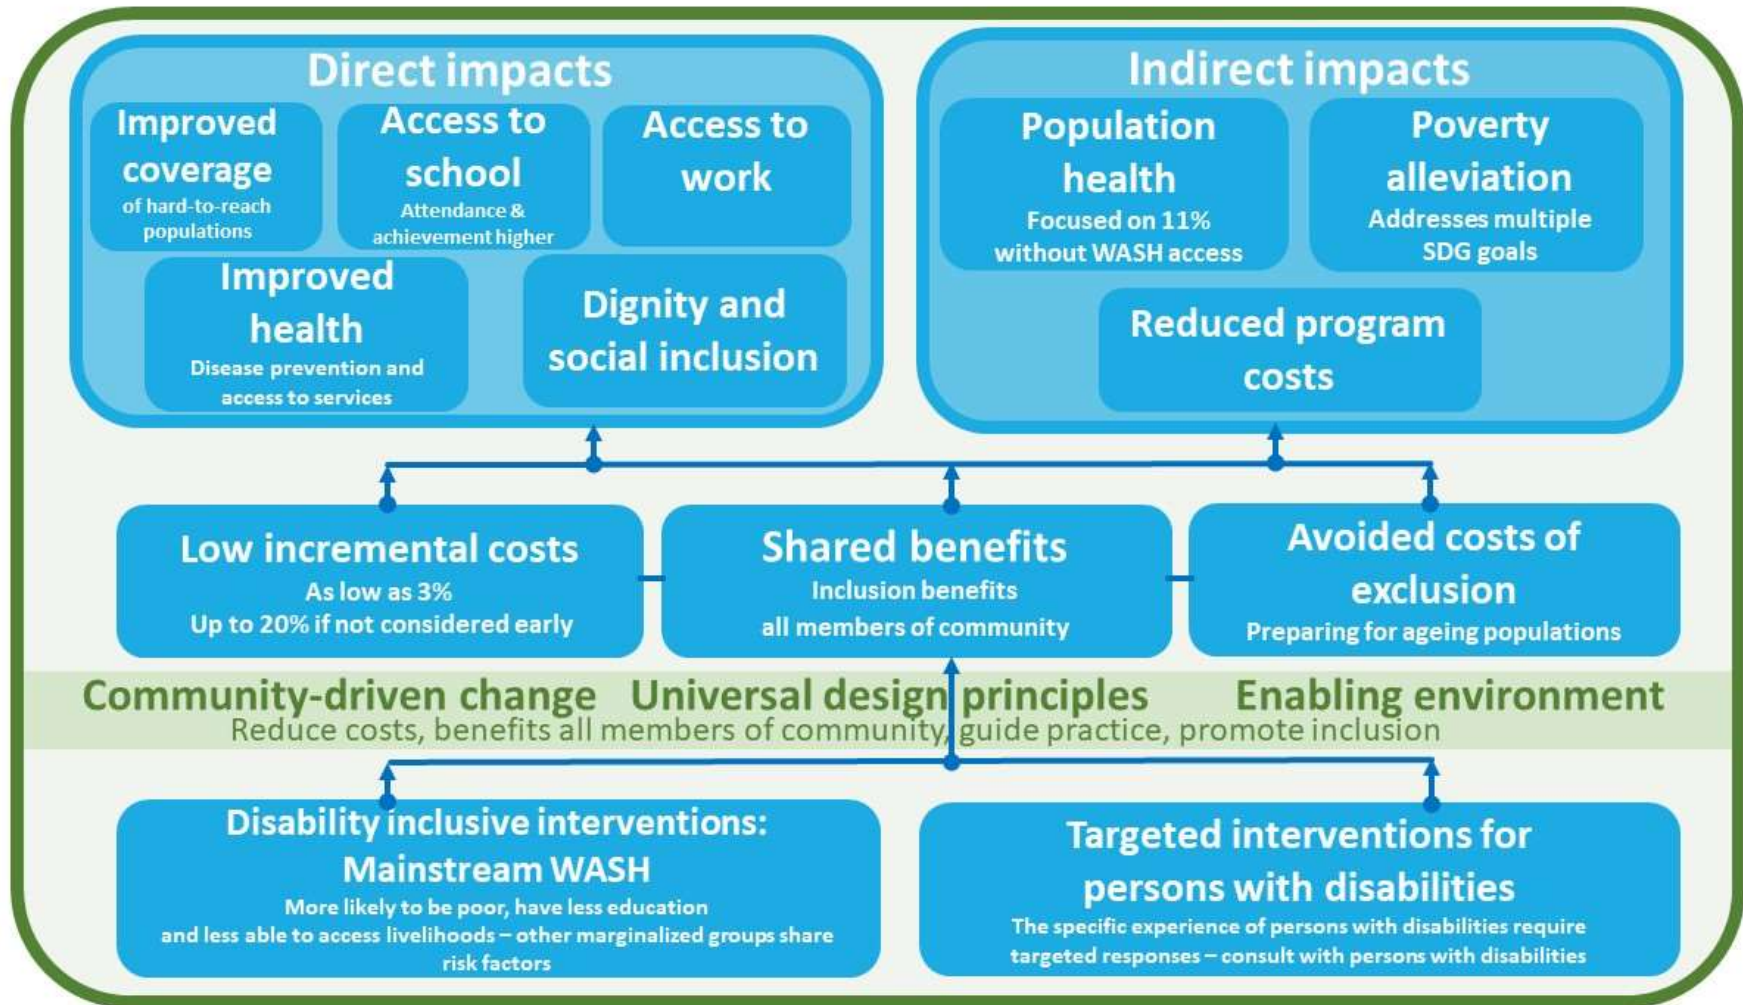 Direct impacts
Improved
coverage
of hard-to-reach
populations
Access to
school
Attendance &
achievement higher
Access to
work
Improved
health
Disease prevention and
access to services
Dignity and
social inclusion
Indirect impacts
Population
health
Focused on 11%
without WASH access
Poverty
alleviation
Addresses multiple
SDG goals
Reduced program
costs
Low incremental costs
As low as 3%
Up to 20% if not considered early
Shared benefits
Inclusion benefits
all members of community
Avoided costs of
exclusion
Preparing for ageing populations
Community-driven change Universal design principles Enabling environment
Reduce costs, benefits all members of community, guide practice, promote inclusion
Disability inclusive interventions:
Mainstream WASH
More likely to be poor, have less education
and less able to access livelihoods – other marginalized groups share
risk factors
Targeted interventions for
persons with disabilities
The specific experience of persons with disabilities require
targeted responses – consult with persons with disabilities